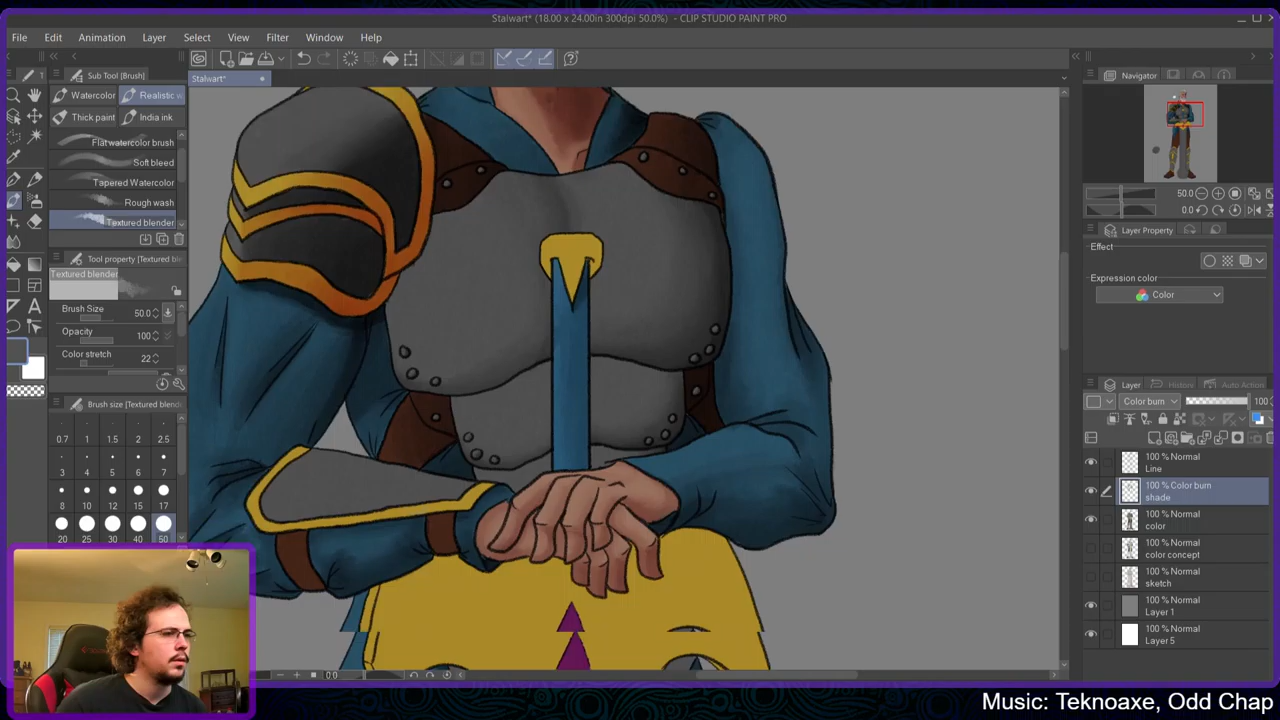 Stalwart* (18.00 x 24.00in 300dpi 50.0%) - CLIP STUDIO PAINT PRO
File Edit Animation Layer Select View Filter Window Help
Sub Tool [Brush]
Stalwart*
Navigator
Watercolor Realistic w
Thick paint India ink
Flat watercolor brush
Soft bleed
Tapered Watercolor
Rough wash
Textured blender
50.0
0.0
Tool property [Textured ble
Layer Property
Textured blender
Effect
Expression color
Color
Brush Size 50.0
Opacity 100
Color stretch 22
Layer History Auto Action
Color burn 100
Brush size [Textured blender
0.7 1 1.5 2 2.5
3 4 5 6 7
8 10 12 15 17
20 25 30 40 50
100 % Normal
Line
100 % Color burn
shade
100 % Normal
color
100 % Normal
color concept
100 % Normal
sketch
100 % Normal
Layer 1
100 % Normal
Layer 5
Music: Teknoaxe, Odd Chap